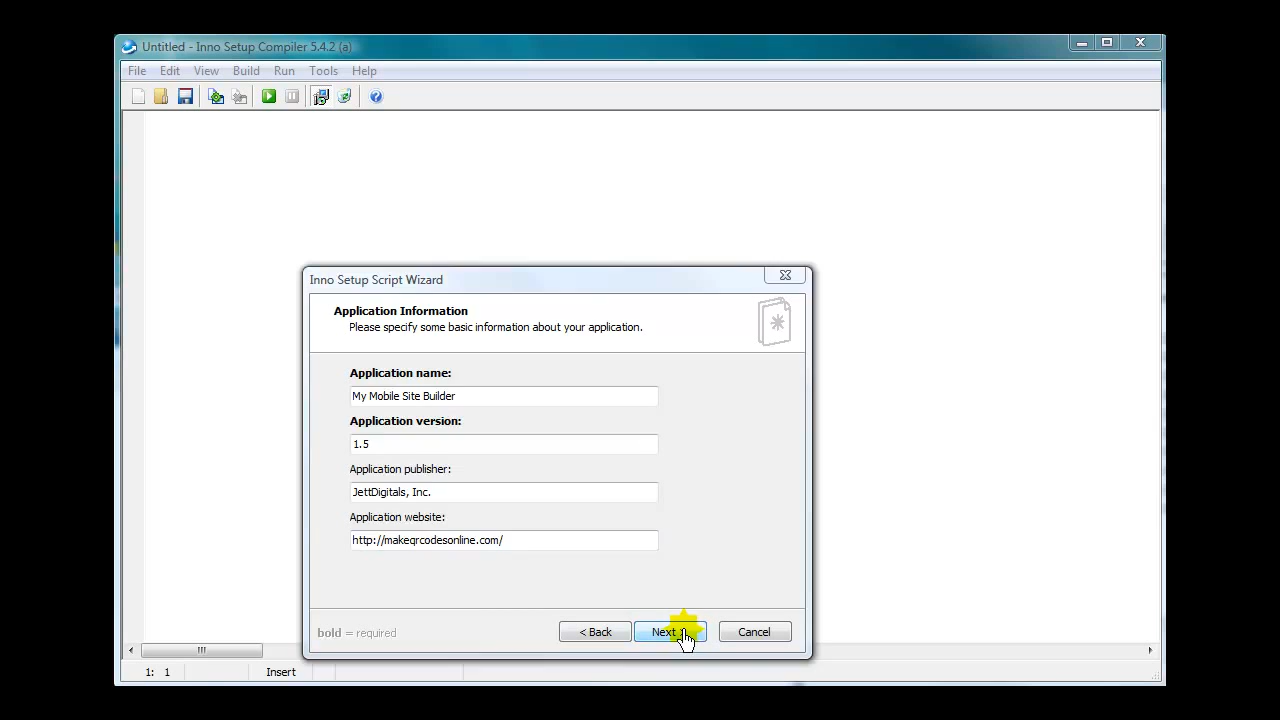 Untitled - Inno Setup Compiler 5.4.2 (a)
File Edit View Build Run Tools Help
Inno Setup Script Wizard
Application Information
Please specify some basic information about your application.
Application name:
My Mobile Site Builder
Application version:
1.5
Application publisher:
JettDigitals, Inc.
Application website:
http://makeqrcodesonline.com/
bold = required
< Back Next Cancel
1: 1 Insert